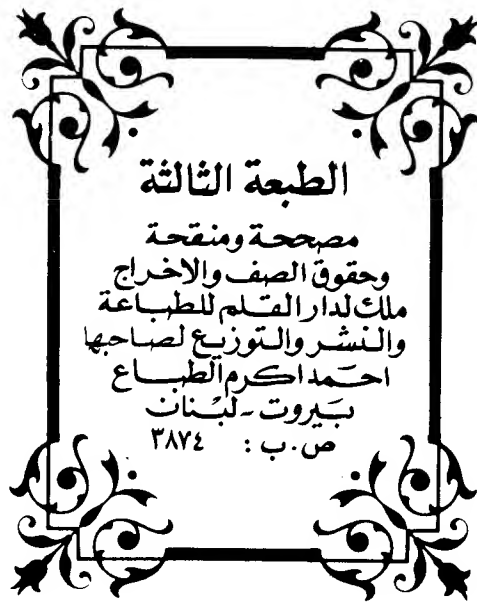 الطبعة الثالثة
مصححة ومنقحة
وحقوق الصف والاخراج
ملك لدار القلم للطباعة
والنشر والتوزيع لصاحبها
احمد اكرم الطباع
بيروت - لبنان
ص.ب : ٣٨٧٤